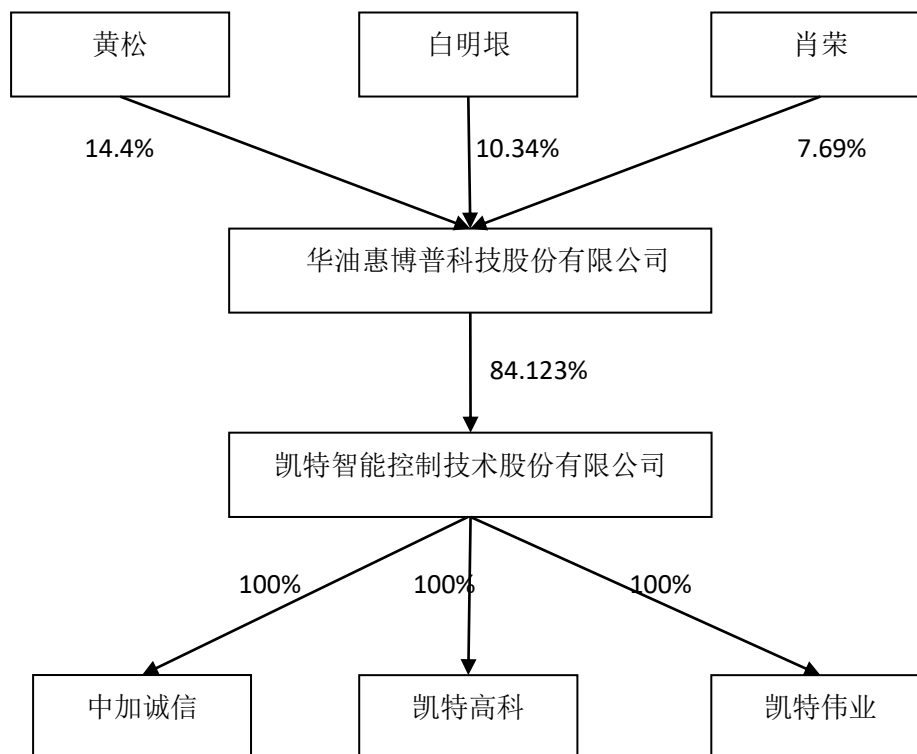 黄松
白明垠
肖荣
14.4%
10.34%
7.69%
华油惠博普科技股份有限公司
84.123%
凯特智能控制技术股份有限公司
100%
100%
100%
中加诚信
凯特高科
凯特伟业